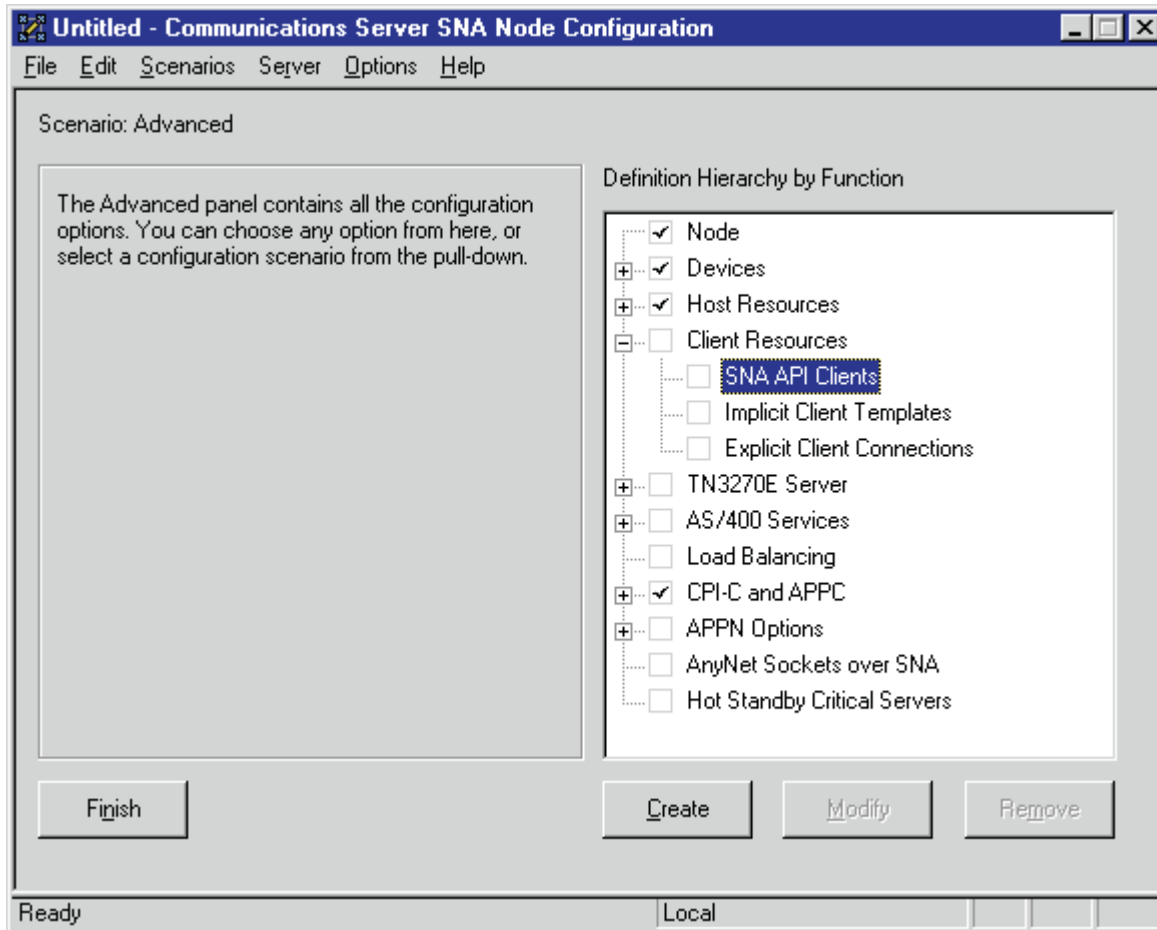 Untitled - Communications Server SNA Node Configuration
File Edit Scenarios Server Options Help
Scenario: Advanced
The Advanced panel contains all the configuration
options. You can choose any option from here, or
select a configuration scenario from the pull-down.
Definition Hierarchy by Function
Node
Devices
Host Resources
Client Resources
SNA API Clients
Implicit Client Templates
Explicit Client Connections
TN3270E Server
AS/400 Services
Load Balancing
CPI-C and APPC
APPN Options
AnyNet Sockets over SNA
Hot Standby Critical Servers
Finish
Create
Modify
Remove
Ready
Local